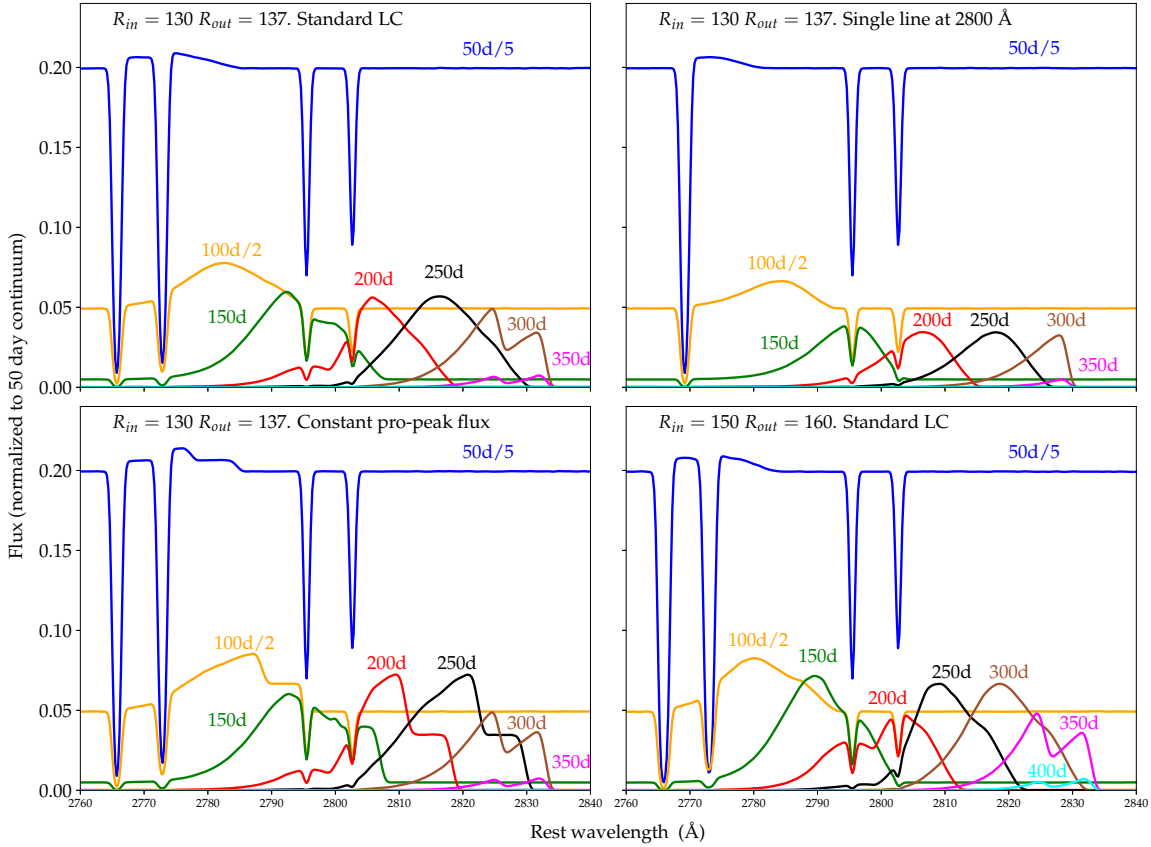 R_in = 130 R_out = 137. Standard LC
50d/5
100d/2
150d
200d
250d
300d
350d
0.20
0.15
0.10
0.05
0.00
R_in = 130 R_out = 137. Single line at 2800 Å
50d/5
100d/2
150d
200d
250d
300d
350d
R_in = 130 R_out = 137. Constant pro-peak flux
50d/5
100d/2
150d
200d
250d
300d
350d
0.20
0.15
0.10
0.05
0.00
2760 2770 2780 2790 2800 2810 2820 2830 2840
R_in = 150 R_out = 160. Standard LC
50d/5
100d/2
150d
200d
250d
300d
350d
400d
2760 2770 2780 2790 2800 2810 2820 2830 2840
Flux (normalized to 50 day continuum)
Rest wavelength (Å)